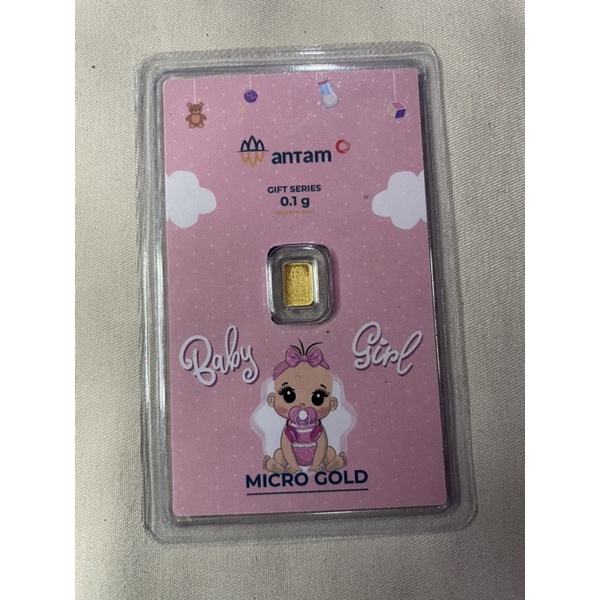 antam
GIFT SERIES
0.1 g
Baby Girl
MICRO GOLD